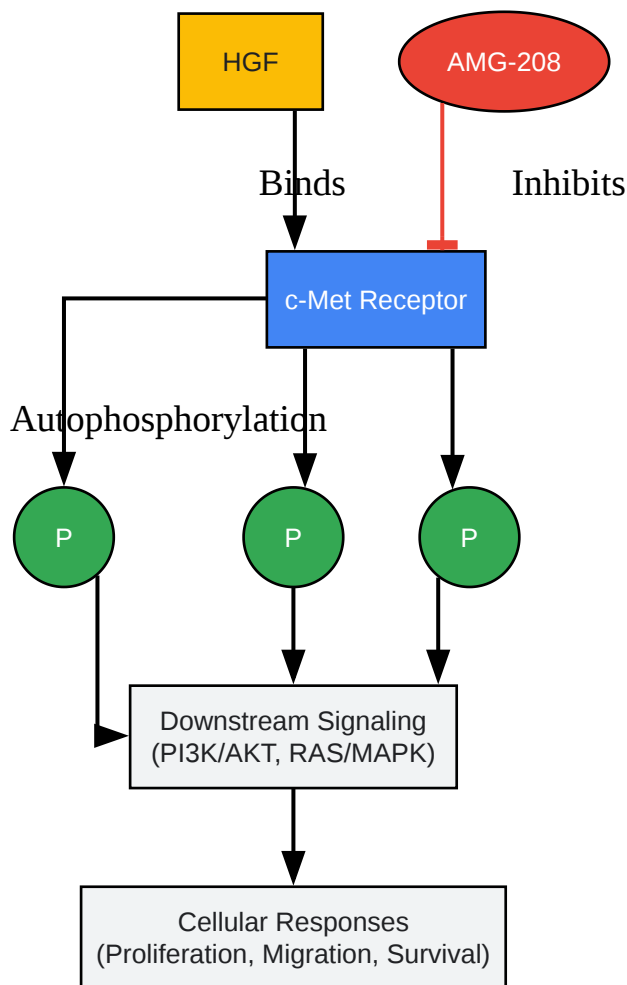 HGF
AMG-208
Binds
Inhibits
c-Met Receptor
Autophosphorylation
P
P
P
Downstream Signaling
(PI3K/AKT, RAS/MAPK)
Cellular Responses
(Proliferation, Migration, Survival)